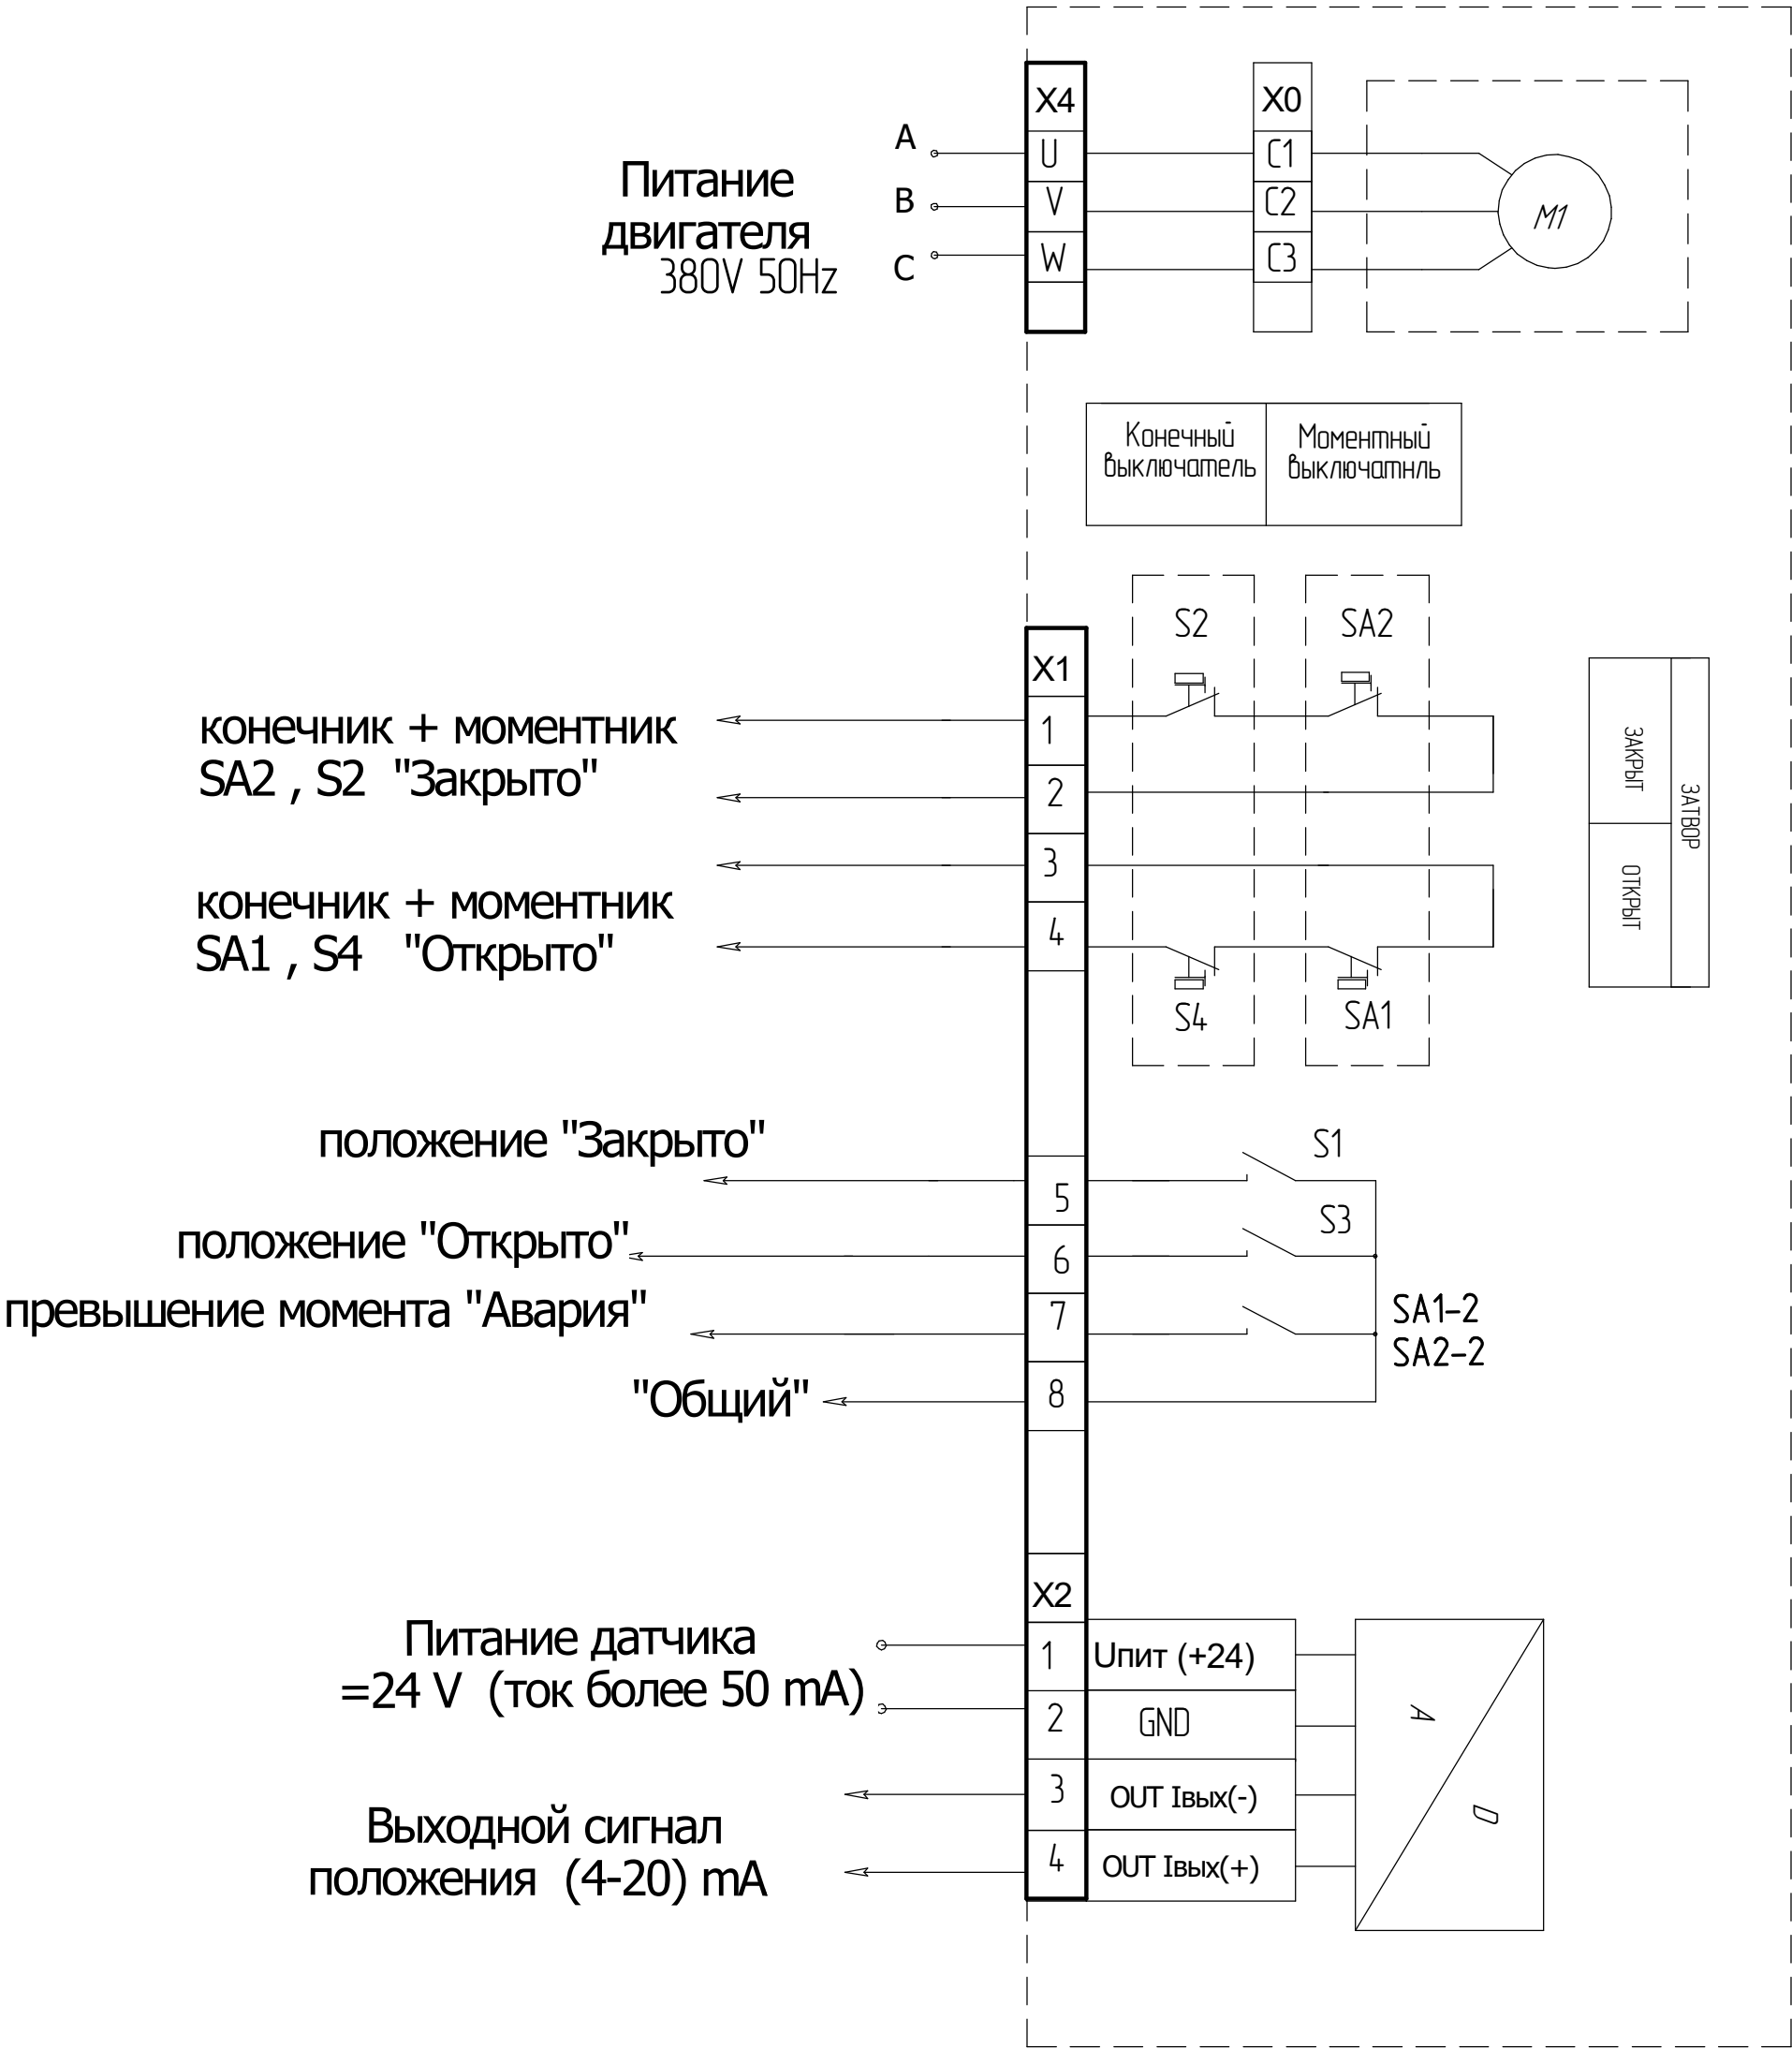 X4
X0
A
U
C1
Питание
двигателя
380V 50Hz
B
V
C2
M1
C
W
C3
Конечный
выключатель
Моментный
выключатнль
S2
SA2
X1
конечник + моментник
SA2 , S2 "Закрыто"
1
2
ЗАКРЫТ
ЗАТВОР
ОТКРЫТ
3
конечник + моментник
SA1 , S4 "Открыто"
4
S4
SA1
положение "Закрыто"
5
S1
положение "Открыто"
6
S3
превышение момента "Авария"
7
SA1-2
SA2-2
"Общий"
8
X2
Питание датчика
=24 V (ток более 50 mA)
1
Uпит (+24)
2
GND
A
D
3
OUT Iвых(-)
Выходной сигнал
положения (4-20) mA
4
OUT Iвых(+)